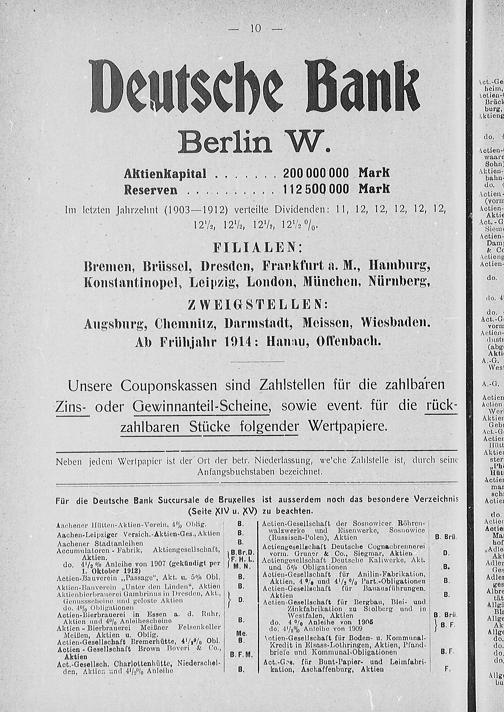 — 10 —
Deutsche Bank
Berlin W.
Aktienkapital . . . . . . . 200 000 000 Mark
Reserven . . . . . . . . . . 112 500 000 Mark
Im letzten Jahrzehnt (1903—1912) verteilte Dividenden: 11, 12, 12, 12, 12, 12,
12½, 12½, 12½, 12½ %.
FILIALEN:
Bremen, Brüssel, Dresden, Frankfurt a. M., Hamburg,
Konstantinopel, Leipzig, London, München, Nürnberg,
ZWEIGSTELLEN:
Augsburg, Chemnitz, Darmstadt, Meissen, Wiesbaden.
Ab Frühjahr 1914: Hanau, Offenbach.
Unsere Couponskassen sind Zahlstellen für die zahlbaren
Zins- oder Gewinnanteil-Scheine, sowie event. für die rück-
zahlbaren Stücke folgender Wertpapiere.
Neben jedem Wertpapier ist der Ort der betr. Niederlassung, welche Zahlstelle ist, durch seine
Anfangsbuchstaben bezeichnet.
Für die Deutsche Bank Succursale de Bruxelles ist ausserdem noch das besondere Verzeichnis
(Seite XIV u. XV) zu beachten.
Aachener Hütten-Aktien-Verein, 4% Oblig. B.
Aachen-Leipziger Versich.-Aktien-Ges., Aktien B.
Aachener Stadtanleihen B.
Accumulatoren-Fabrik, Aktiengesellschaft,
Aktien, B., Br. D.
do. 4½% Anleihe von 1907 (gekündigt per F. H. L.
1. Oktober 1912) M. N.
Aktien-Bauverein „Passage“, Akt. u. 5% Obl. B.
Aktien-Bauverein „Unter den Linden“, Aktien B.
Aktienbierbrauerei Gambrinus in Dresden, Akt.,
Genussscheine und geloste Aktien D.
do. 4% Obligationen
Aktien-Bierbrauerei in Essen a. d. Ruhr,
Aktien und 4% Anleihescheine B.
Aktien-Bierbrauerei Meißner Felsenkeller
Meißen, Aktien u. Oblig. Me.
Aktien-Gesellschaft Bremerhütte, 4½% Obl. B.
Aktien-Gesellschaft Brown Boveri & Co.,
Aktien B. F. M.
Act.-Gesellsch. Charlottenhütte, Niederschel-
den, Aktien und 4½% Anleihe B.
Aktien-Gesellschaft der Sosnowicer Röhren-
walzwerke und Eisenwerke, Sosnowice
(Russisch-Polen), Aktien B. Brü.
Aktiengesellschaft Deutsche Cognacbrennerei
vorm. Gruner & Co., Siegmar, Aktien D.
Aktiengesellschaft Deutsche Kaliwerke, Akt.
und 5% Obligationen B.
Aktien-Gesellschaft für Anilin-Fabrikation,
Aktien, 4% und 4½% Part.-Obligationen B.
Aktien-Gesellschaft für Bauausführungen,
Aktien B.
Aktien-Gesellschaft für Bergbau, Blei- und
Zinkfabrikation zu Stolberg und in
Westfalen, Aktien B. Brü.
do. 4% Anleihe von 1906
do. 4½% Anleihe von 1909 B. F.
Aktien-Gesellschaft für Boden- u. Kommunal-
Kredit in Elsass-Lothringen, Aktien, Pfand-
briefe und Kommunal-Obligationen B. F.
Act.-Ges. für Bunt-Papier- und Leimfabri-
kation, Aschaffenburg, Aktien F.